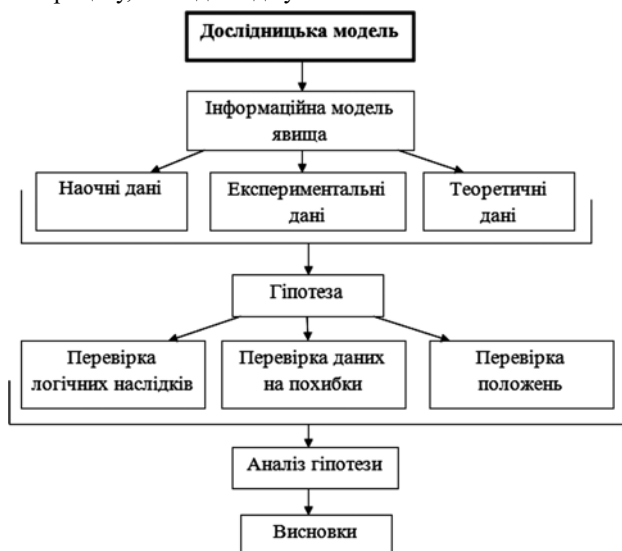 Дослідницька модель
Інформаційна модель
явища
Наочні дані
Експериментальні
дані
Теоретичні
дані
Гіпотеза
Перевірка
логічних наслідків
Перевірка даних
на похибки
Перевірка
положень
Аналіз гіпотези
Висновки